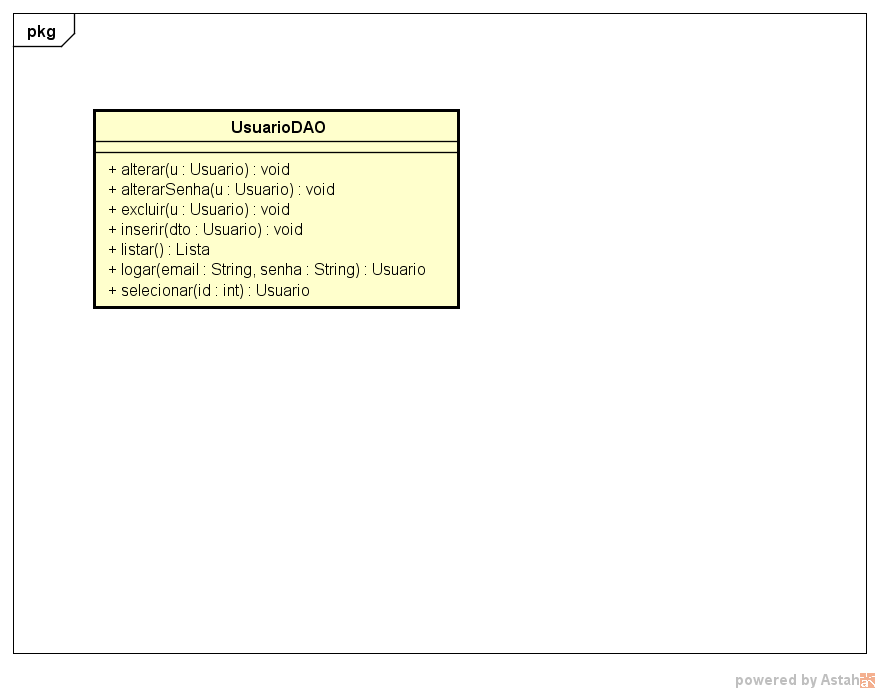 pkg
UsuarioDAO
+ alterar(u : Usuario) : void
+ alterarSenha(u : Usuario) : void
+ excluir(u : Usuario) : void
+ inserir(dto : Usuario) : void
+ listar() : Lista
+ logar(email : String, senha : String) : Usuario
+ selecionar(id : int) : Usuario
powered by Astah